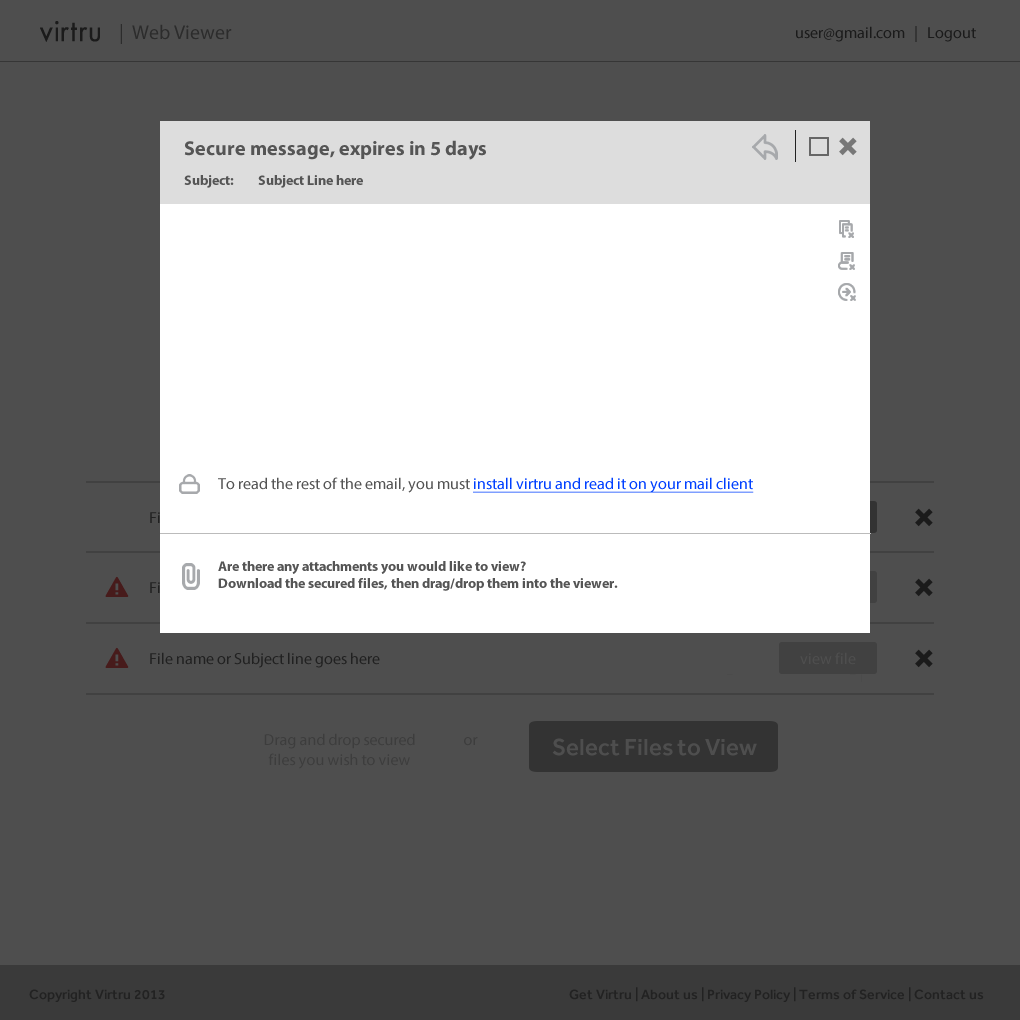 virtru | Web Viewer
user@gmail.com | Logout
Secure message, expires in 5 days
Subject: Subject Line here
To read the rest of the email, you must install virtru and read it on your mail client
Fi
Are there any attachments you would like to view?
Download the secured files, then drag/drop them into the viewer.
Fi
File name or Subject line goes here
view file
Drag and drop secured
files you wish to view
or
Select Files to View
Copyright Virtru 2013
Get Virtru | About us | Privacy Policy | Terms of Service | Contact us